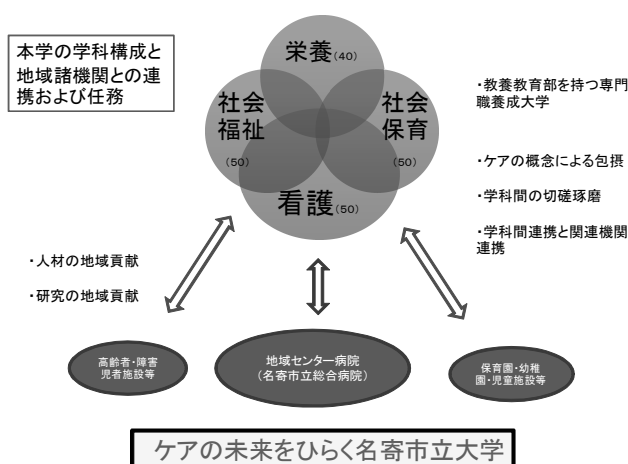 本学の学科構成と
地域諸機関との連
携および任務
栄養(40)
社会
福祉
(50)
社会
保育
(50)
看護(50)
・教養教育部を持つ専門
職養成大学
・ケアの概念による包摂
・学科間の切磋琢磨
・学科間連携と関連機関
連携
・人材の地域貢献
・研究の地域貢献
高齢者・障害
児者施設等
地域センター病院
(名寄市立総合病院)
保育園・幼稚
園・児童施設等
ケアの未来をひらく名寄市立大学